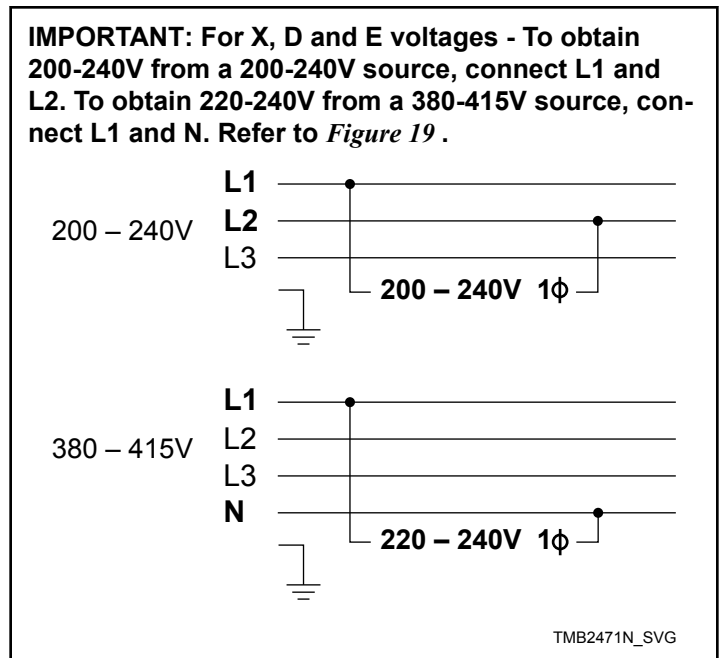 IMPORTANT: For X, D and E voltages - To obtain
200-240V from a 200-240V source, connect L1 and
L2. To obtain 220-240V from a 380-415V source, con-
nect L1 and N. Refer to Figure 19 .
L1
200 – 240V L2
L3
200 – 240V 1ϕ
L1
380 – 415V L2
L3
N
220 – 240V 1ϕ
TMB2471N_SVG